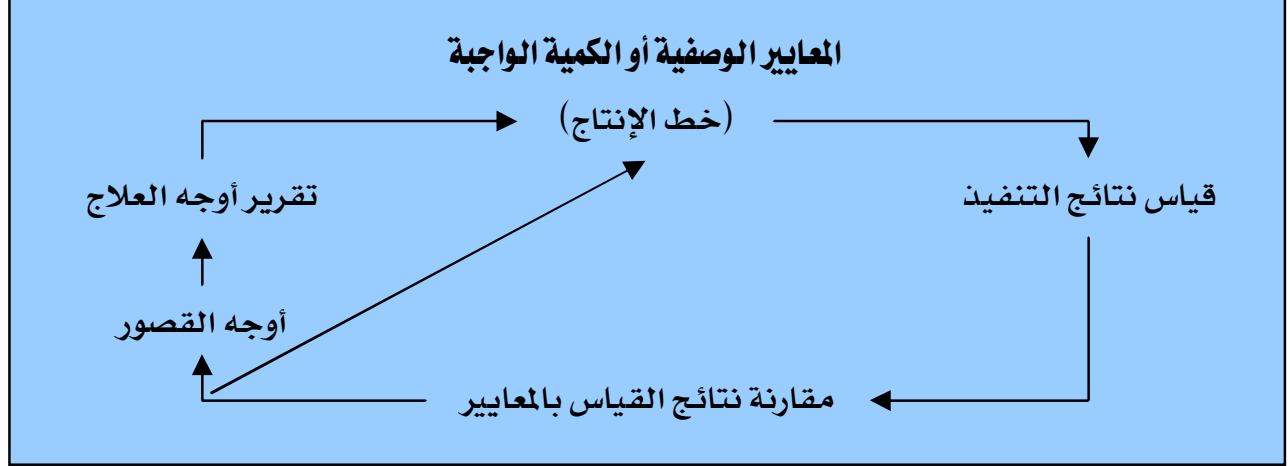 المعايير الوصفية أو الكمية الواجبة
(خط الإنتاج)
قياس نتائج التنفيذ
تقرير أوجه العلاج
أوجه القصور
مقارنة نتائج القياس بالمعايير